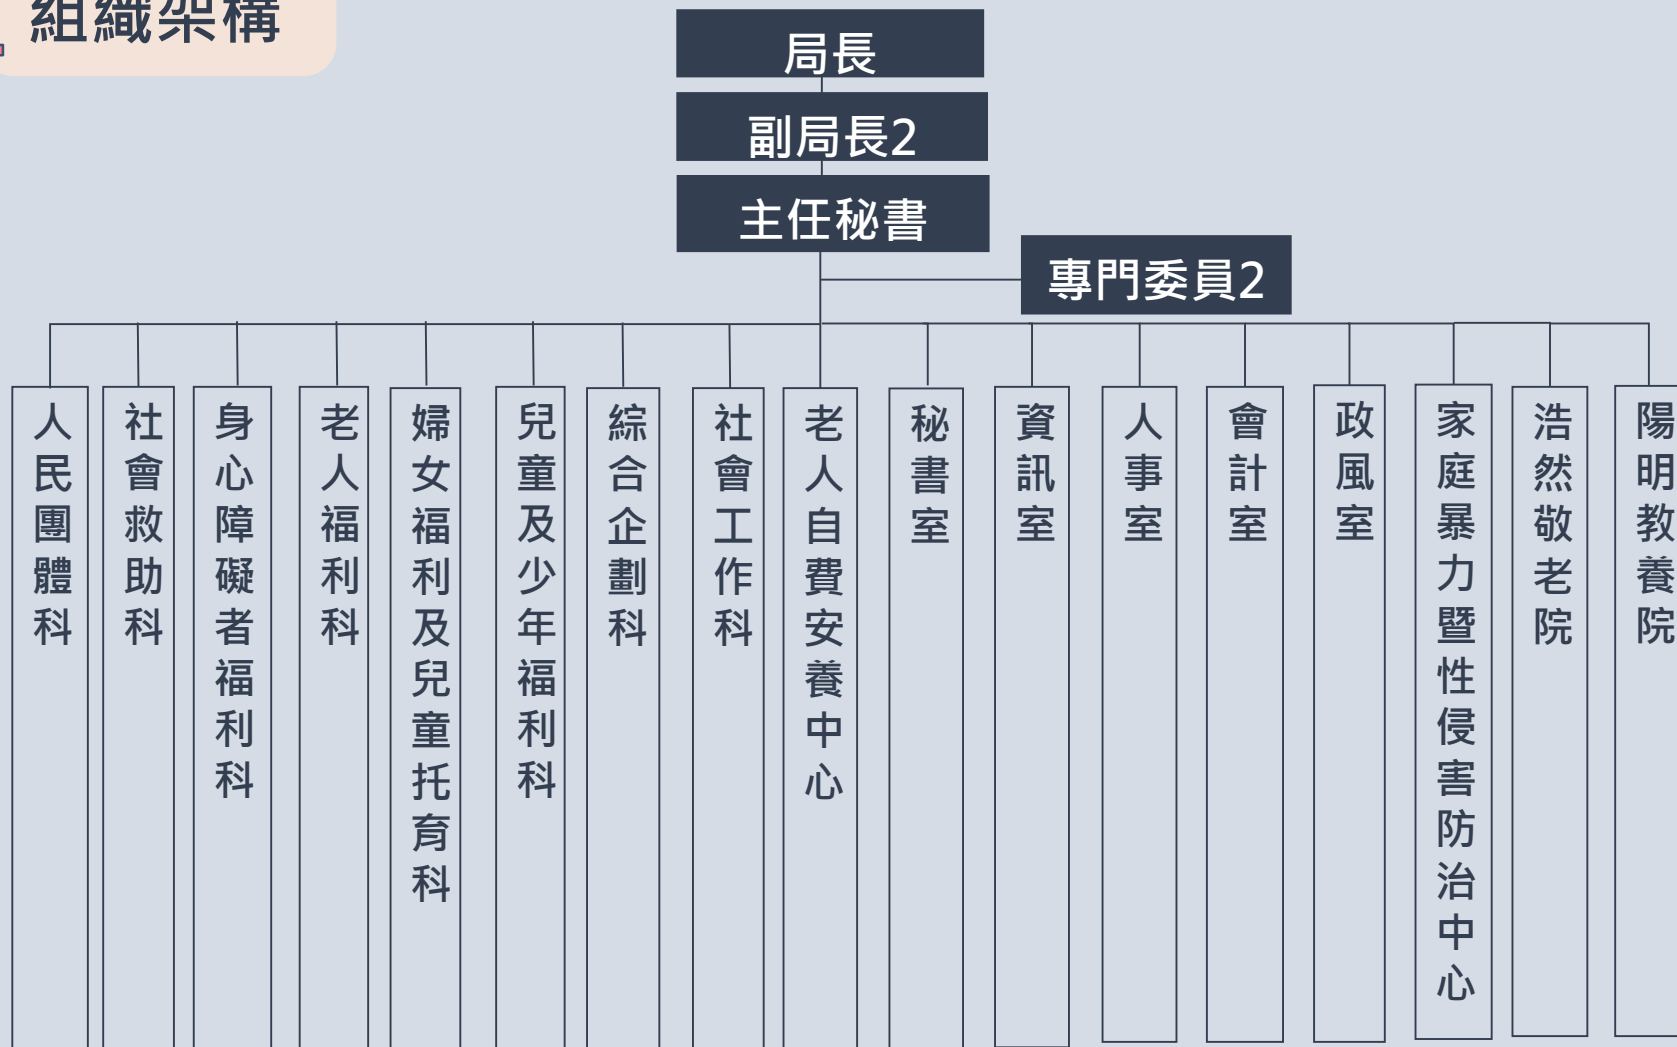 組織架構
局長
副局長2
主任秘書
專門委員2
人民團體科
社會救助科
身心障礙者福利科
老人福利科
婦女福利及兒童托育科
兒童及少年福利科
綜合企劃科
社會工作科
老人自費安養中心
秘書室
資訊室
人事室
會計室
政風室
家庭暴力暨性侵害防治中心
浩然敬老院
陽明教養院